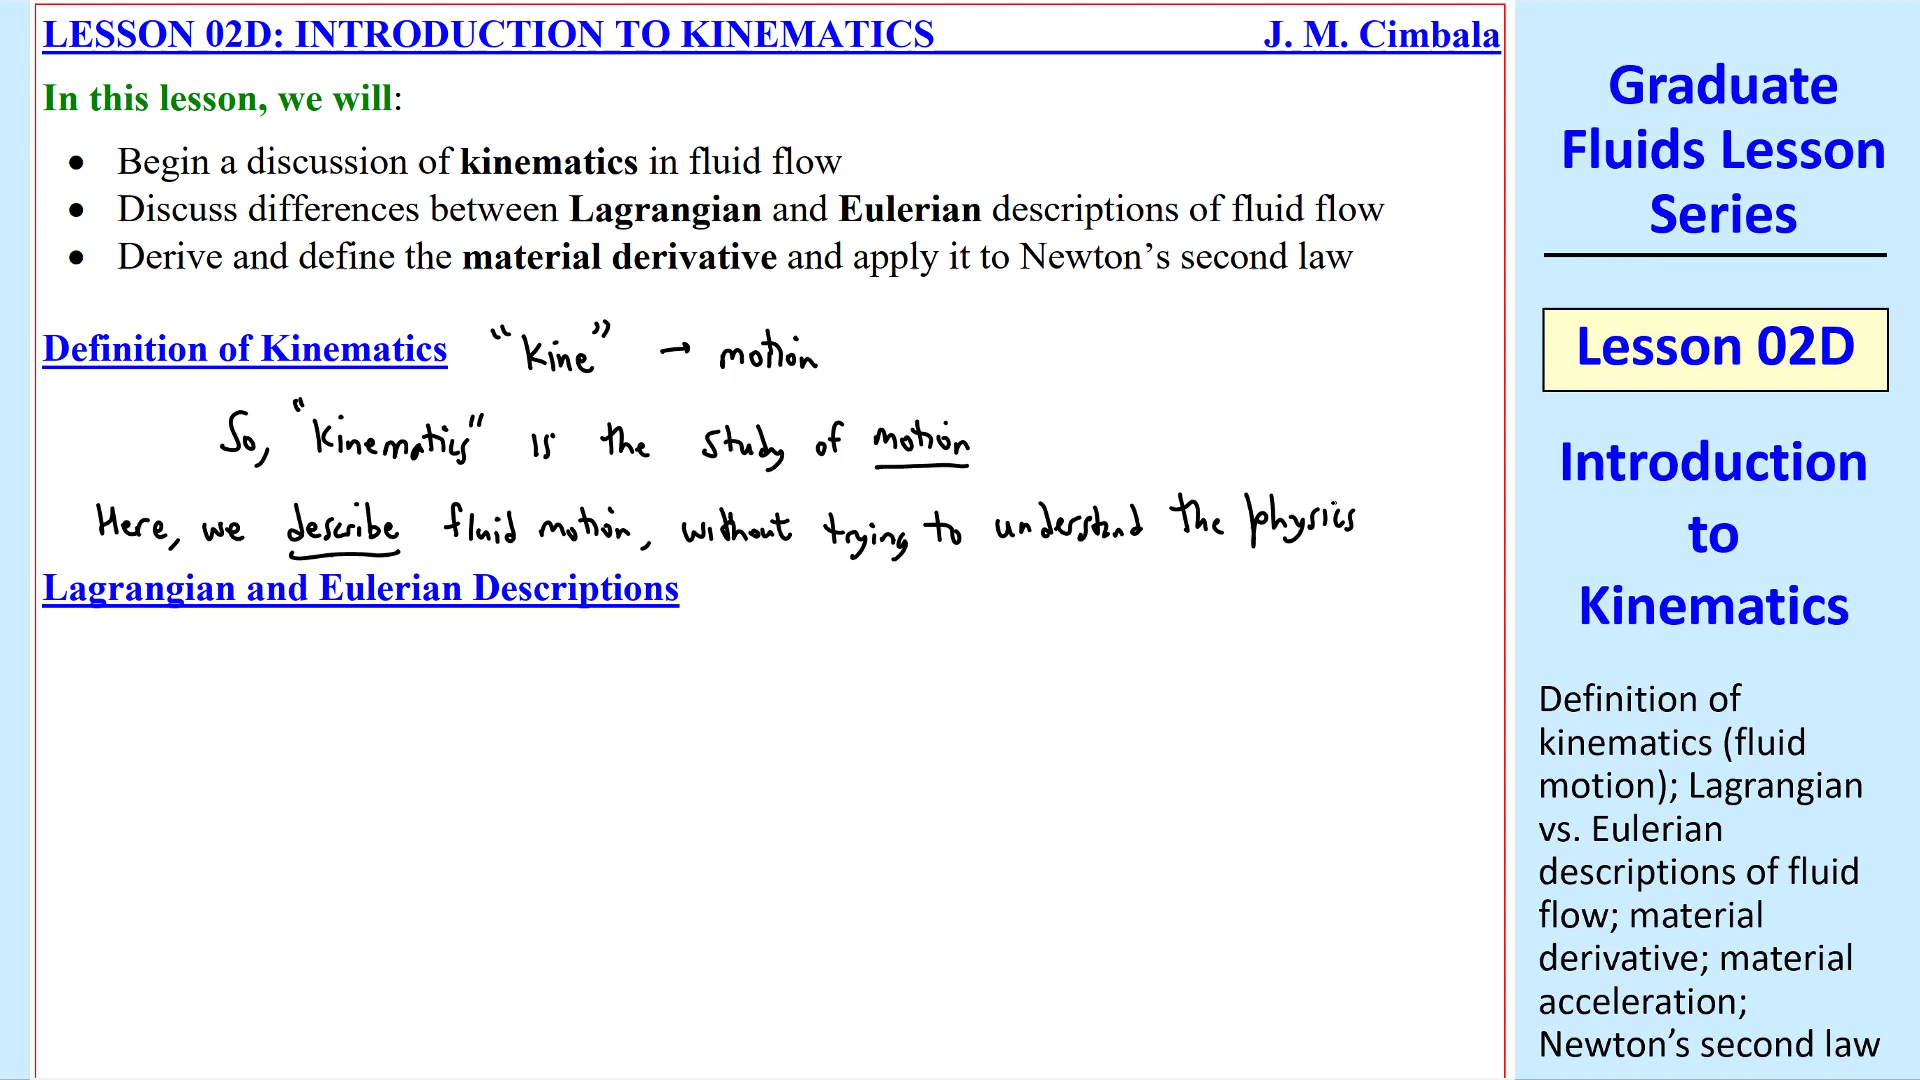 LESSON 02D: INTRODUCTION TO KINEMATICS J. M. Cimbala
In this lesson, we will:
• Begin a discussion of kinematics in fluid flow
• Discuss differences between Lagrangian and Eulerian descriptions of fluid flow
• Derive and define the material derivative and apply it to Newton’s second law
Definition of Kinematics "kine" → motion
So, "kinematics" is the study of motion
Here, we describe fluid motion, without trying to understand the physics
Lagrangian and Eulerian Descriptions
Graduate
Fluids Lesson
Series
Lesson 02D
Introduction
to
Kinematics
Definition of
kinematics (fluid
motion); Lagrangian
vs. Eulerian
descriptions of fluid
flow; material
derivative; material
acceleration;
Newton’s second law